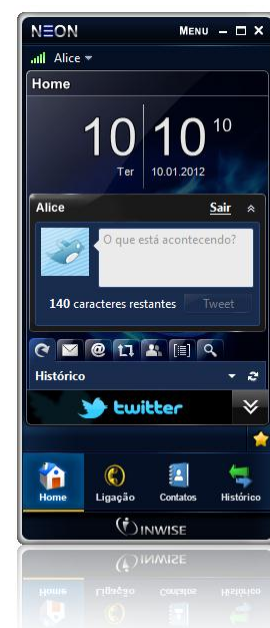 NEON MENU
Alice
Home
10 10 10
Ter 10.01.2012
Alice Sair
O que está acontecendo?
140 caracteres restantes Tweet
Histórico
twitter
Home Ligação Contatos Histórico
INWISE